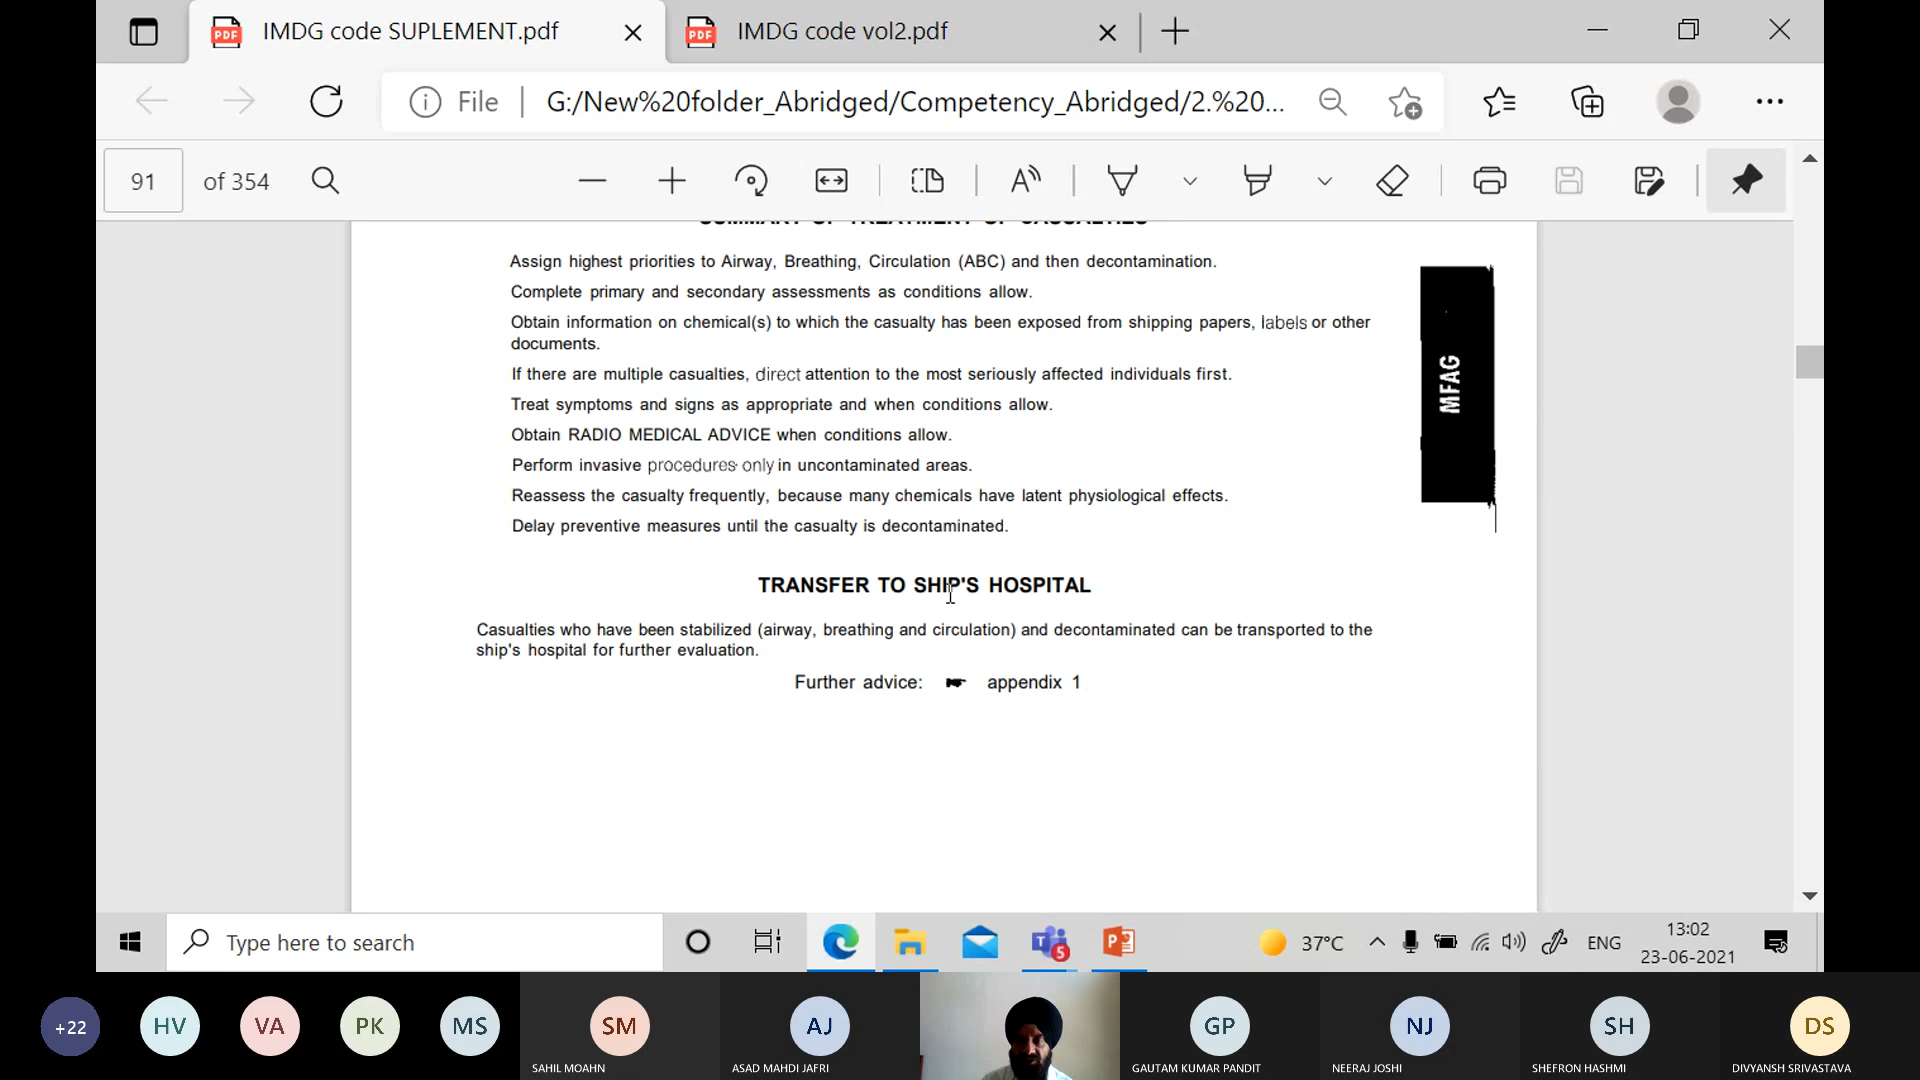 IMDG code SUPLEMENT.pdf
IMDG code vol2.pdf
File
G:/New%20folder_Abridged/Competency_Abridged/2.%20...
91 of 354
SUMMARY OF TREATMENT OF CASUALTIES
Assign highest priorities to Airway, Breathing, Circulation (ABC) and then decontamination.
Complete primary and secondary assessments as conditions allow.
Obtain information on chemical(s) to which the casualty has been exposed from shipping papers, labels or other
documents.
If there are multiple casualties, direct attention to the most seriously affected individuals first.
Treat symptoms and signs as appropriate and when conditions allow.
Obtain RADIO MEDICAL ADVICE when conditions allow.
Perform invasive procedures only in uncontaminated areas.
Reassess the casualty frequently, because many chemicals have latent physiological effects.
Delay preventive measures until the casualty is decontaminated.
MFAG
TRANSFER TO SHIP'S HOSPITAL
Casualties who have been stabilized (airway, breathing and circulation) and decontaminated can be transported to the
ship's hospital for further evaluation.
Further advice: appendix 1
Type here to search
5
37°C
ENG
13:02
23-06-2021
+22
HV
VA
PK
MS
SM
AJ
GP
NJ
SH
DS
SAHIL MOAHN
ASAD MAHDI JAFRI
GAUTAM KUMAR PANDIT
NEERAJ JOSHI
SHEFRON HASHMI
DIVYANSH SRIVASTAVA